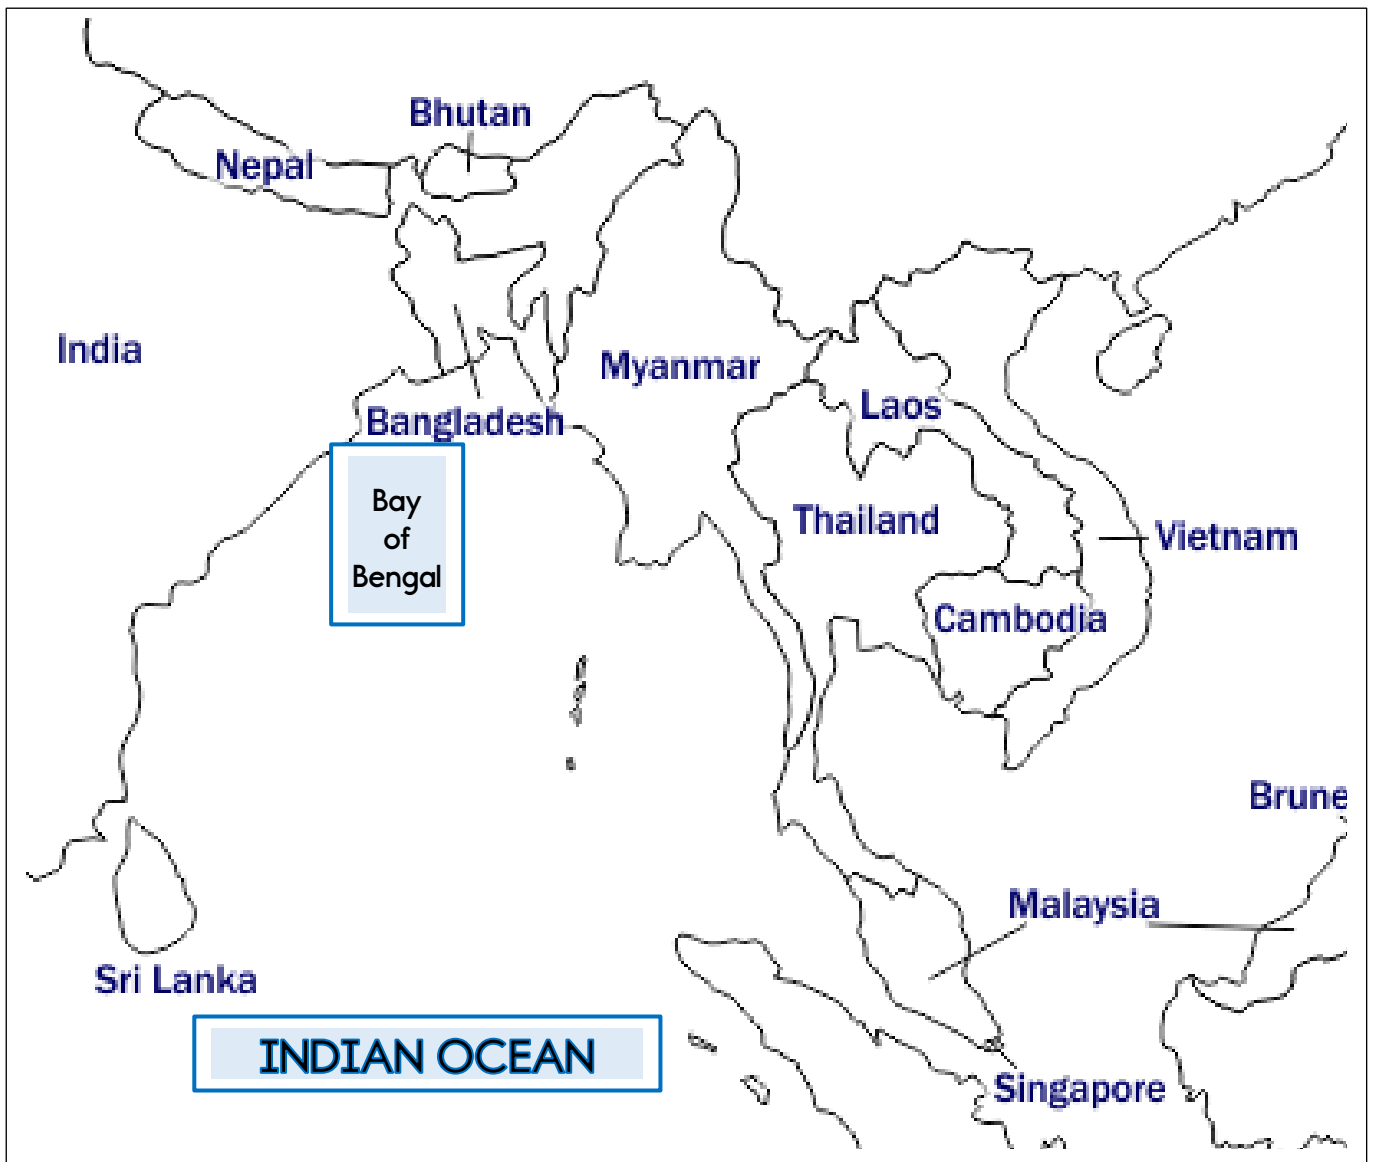 Bhutan
Nepal
India
Myanmar
Laos
Bangladesh
Bay
of
Bengal
Thailand
Vietnam
Cambodia
Brune
Malaysia
Sri Lanka
INDIAN OCEAN
Singapore